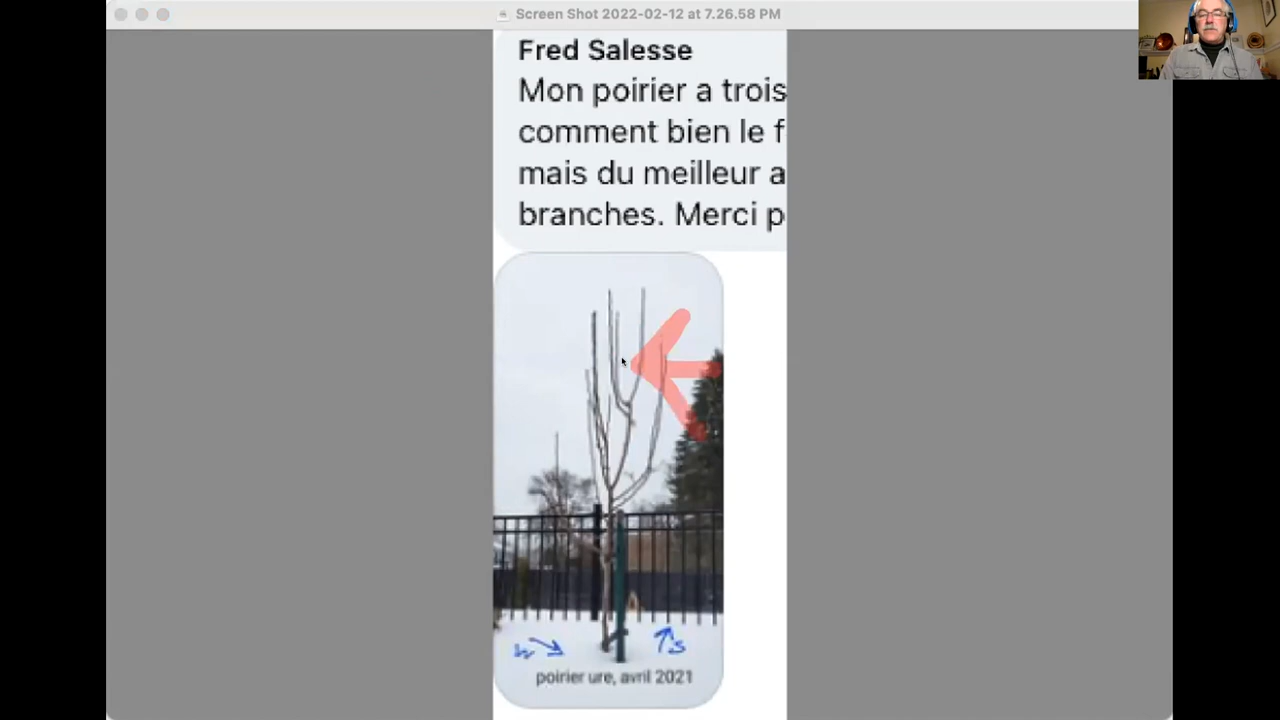 Screen Shot 2022-02-12 at 7.26.58 PM
Fred Salesse
Mon poirier a trois
comment bien le f
mais du meilleur a
branches. Merci p
poirier ure, avril 2021